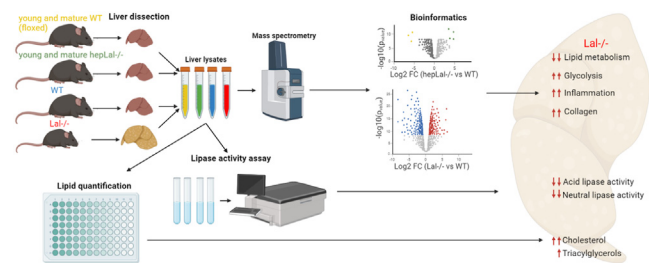 young and mature WT
(floxed)
young and mature hepLal-/-
WT
Lal-/-
Liver dissection
Liver lysates
Mass spectrometry
Bioinformatics
-log10(pvalue)
Log2 FC (hepLal-/- vs WT)
-log10(pvalue)
Log2 FC (Lal-/- vs WT)
Lipid quantification
Lipase activity assay
Lal-/-
↓↓ Lipid metabolism
↑↑ Glycolysis
↑↑ Inflammation
↑↑ Collagen
↓↓ Acid lipase activity
↓↓ Neutral lipase activity
↑↑ Cholesterol
↑ Triacylglycerols